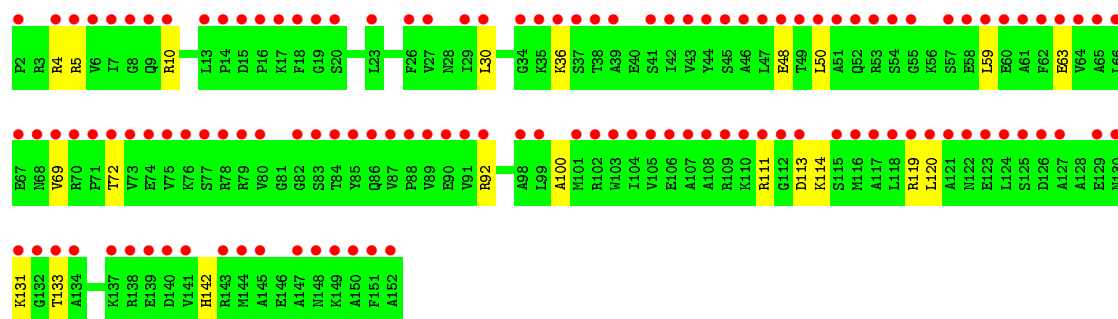 P2 R3 R4 R5 V6 I7 G8 Q9 R10 L13 P14 D15 P16 K17 F18 G19 S20 L23 F26 V27 N28 I29 L30 G34 K35 K36 S37 T38 A39 E40 S41 I42 V43 Y44 S45 A46 L47 E48 T49 L50 A51 Q52 R53 S54 G55 K56 S57 E58 L59 E60 A61 F62 E63 V64 A65 L66
E67 N68 V69 R70 P71 T72 V73 E74 V75 K76 S77 R78 R79 V80 G81 G82 S83 T84 Y85 Q86 V87 P88 V89 E90 V91 R92 A98 L99 A100 M101 R102 W103 I104 V105 E106 A107 A108 R109 K110 R111 G112 D113 K114 S115 M116 A117 L118 R119 L120 A121 N122 E123 L124 S125 D126 A127 A128 E129 N130
K131 G132 T133 A134 K137 R138 E139 D140 V141 H142 R143 M144 A145 E146 A147 N148 K149 A150 F151 A152